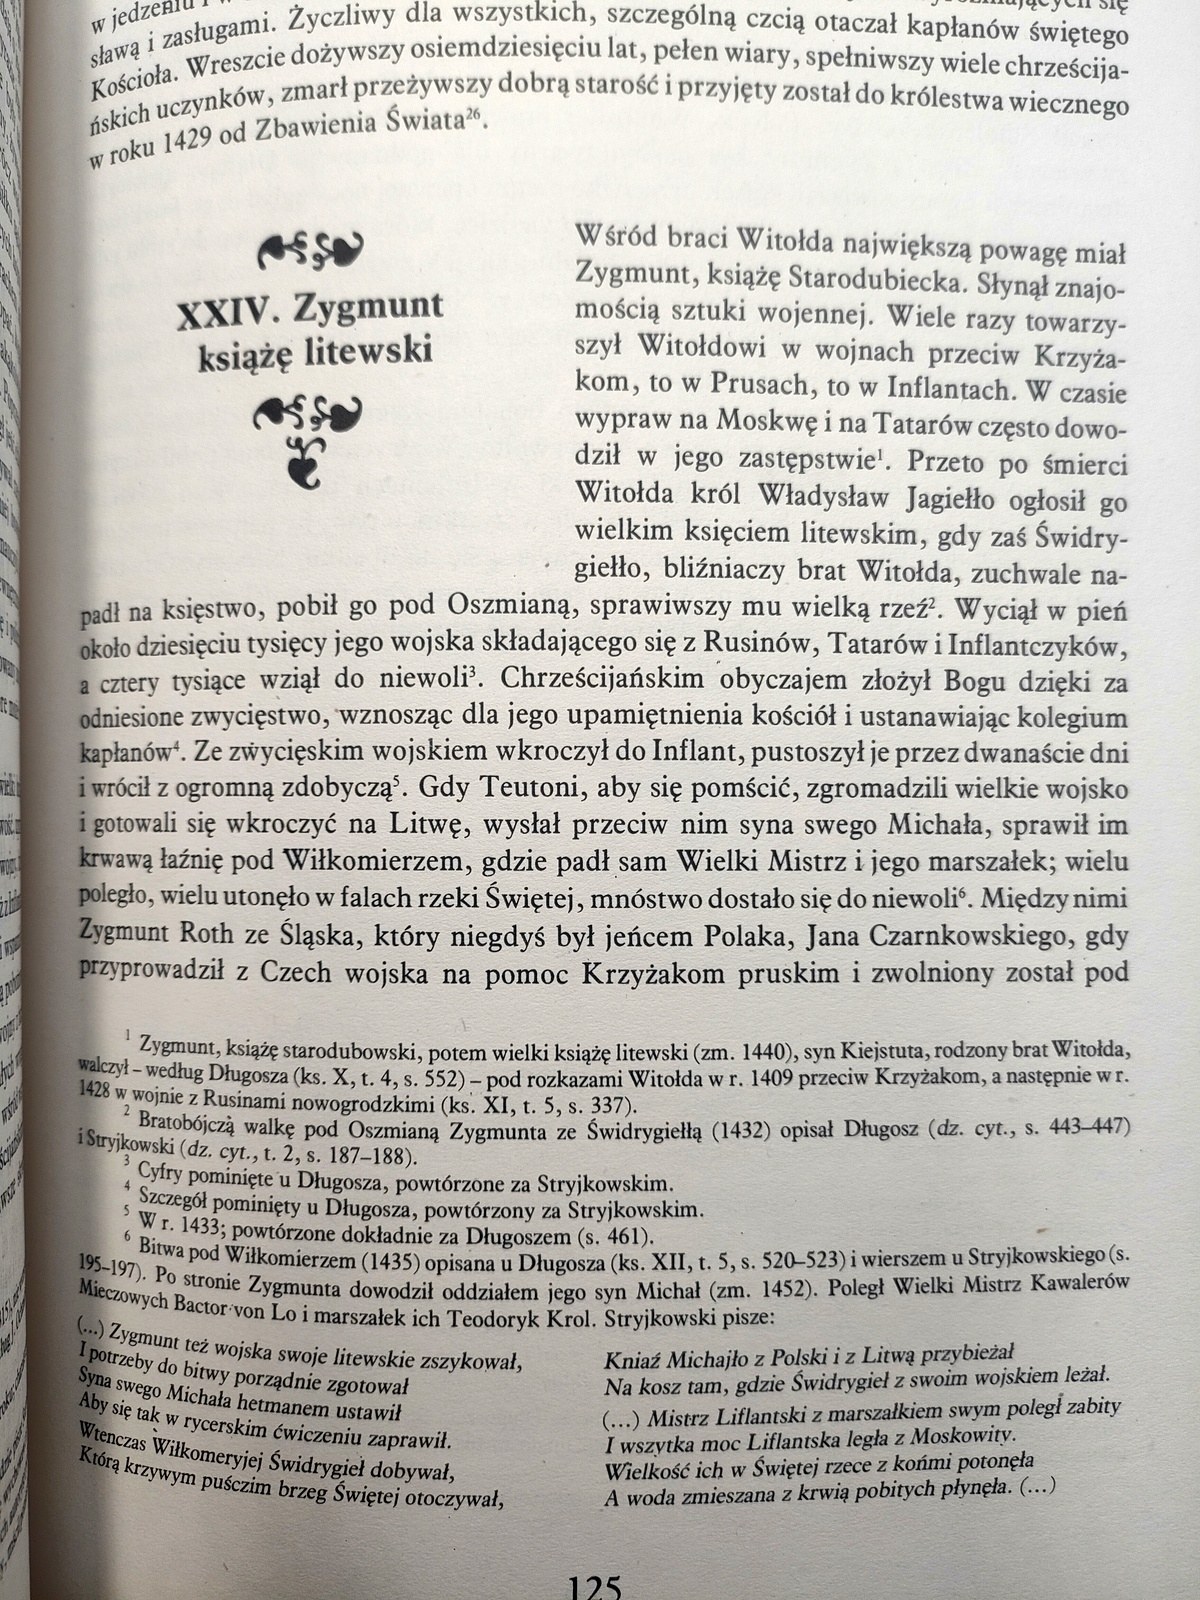 w jedzeniu i
sławą i zasługami. Życzliwy dla wszystkich, szczególną czcią otaczał kapłanów świętego
Kościoła. Wreszcie dożywszy osiemdziesięciu lat, pełen wiary, spełniwszy wiele chrześcija-
ńskich uczynków, zmarł przeżywszy dobrą starość i przyjęty został do królestwa wiecznego
w roku 1429 od Zbawienia Świata²⁶.
XXIV. Zygmunt
książę litewski
Wśród braci Witołda największą powagę miał
Zygmunt, książę Starodubiecka. Słynął znajo-
mością sztuki wojennej. Wiele razy towarzy-
szył Witołdowi w wojnach przeciw Krzyża-
kom, to w Prusach, to w Inflantach. W czasie
wypraw na Moskwę i na Tatarów często dowo-
dził w jego zastępstwie¹. Przeto po śmierci
Witołda król Władysław Jagiełło ogłosił go
wielkim księciem litewskim, gdy zaś Świdry-
giełło, bliźniaczy brat Witołda, zuchwale na-
padł na księstwo, pobił go pod Oszmianą, sprawiwszy mu wielką rzeź². Wyciął w pień
około dziesięciu tysięcy jego wojska składającego się z Rusinów, Tatarów i Inflantczyków,
a cztery tysiące wziął do niewoli³. Chrześcijańskim obyczajem złożył Bogu dzięki za
odniesione zwycięstwo, wznosząc dla jego upamiętnienia kościół i ustanawiając kolegium
kapłanów⁴. Ze zwycięskim wojskiem wkroczył do Inflant, pustoszył je przez dwanaście dni
i wrócił z ogromną zdobyczą⁵. Gdy Teutoni, aby się pomścić, zgromadzili wielkie wojsko
i gotowali się wkroczyć na Litwę, wysłał przeciw nim syna swego Michała, sprawił im
krwawą łaźnię pod Wiłkomierzem, gdzie padł sam Wielki Mistrz i jego marszałek; wielu
poległo, wielu utonęło w falach rzeki Świętej, mnóstwo dostało się do niewoli⁶. Między nimi
Zygmunt Roth ze Śląska, który niegdyś był jeńcem Polaka, Jana Czarnkowskiego, gdy
przyprowadził z Czech wojska na pomoc Krzyżakom pruskim i zwolniony został pod
¹ Zygmunt, książę starodubowski, potem wielki książę litewski (zm. 1440), syn Kiejstuta, rodzony brat Witołda,
walczył – według Długosza (ks. X, t. 4, s. 552) – pod rozkazami Witołda w r. 1409 przeciw Krzyżakom, a następnie w r.
1428 w wojnie z Rusinami nowogrodzkimi (ks. XI, t. 5, s. 337).
² Bratobójczą walkę pod Oszmianą Zygmunta ze Świdrygiełłą (1432) opisał Długosz (dz. cyt., s. 443–447)
i Stryjkowski (dz. cyt., t. 2, s. 187–188).
³ Cyfry pominięte u Długosza, powtórzone za Stryjkowskim.
⁴ Szczegół pominięty u Długosza, powtórzony za Stryjkowskim.
⁵ W r. 1433; powtórzone dokładnie za Długoszem (s. 461).
⁶ Bitwa pod Wiłkomierzem (1435) opisana u Długosza (ks. XII, t. 5, s. 520–523) i wierszem u Stryjkowskiego (s.
195–197). Po stronie Zygmunta dowodził oddziałem jego syn Michał (zm. 1452). Poległ Wielki Mistrz Kawalerów
Mieczowych Bactor von Lo i marszałek ich Teodoryk Krol. Stryjkowski pisze:
(...) Zygmunt też wojska swoje litewskie zszykował,
I potrzeby do bitwy porządnie zgotował
Syna swego Michała hetmanem ustawił
Aby się tak w rycerskim ćwiczeniu zaprawił.
Wtenczas Wiłkomeryjej Świdrygieł dobywał,
Którą krzywym puśczim brzeg Świętej otoczywał,
Kniaź Michajło z Polski i z Litwą przybieżał
Na kosz tam, gdzie Świdrygieł z swoim wojskiem leżał.
(...) Mistrz Liflantski z marszałkiem swym poległ zabity
I wszytka moc Liflantska legła z Moskowity.
Wielkość ich w Świętej rzece z końmi potonęła
A woda zmieszana z krwią pobitych płynęła. (...)
125